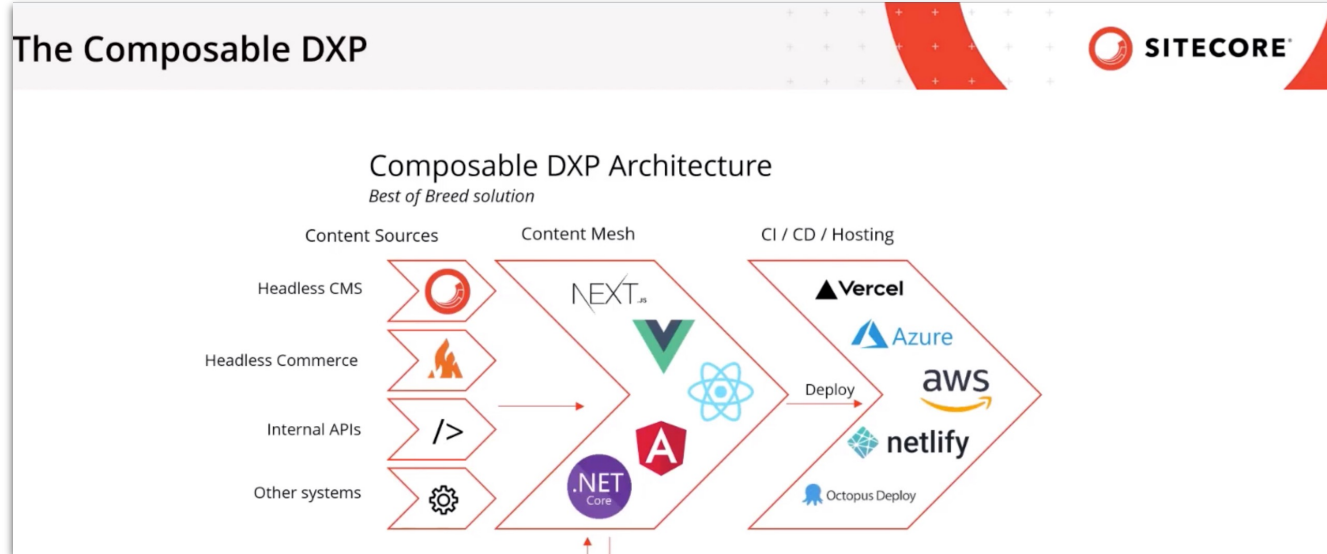 The Composable DXP
SITECORE®
Composable DXP Architecture
Best of Breed solution
Content Sources
Content Mesh
CI / CD / Hosting
Headless CMS
NEXT.JS
Vercel
Azure
Headless Commerce
aws
Deploy
Internal APIs
/>
A
netlify
Other systems
.NET
Core
Octopus Deploy